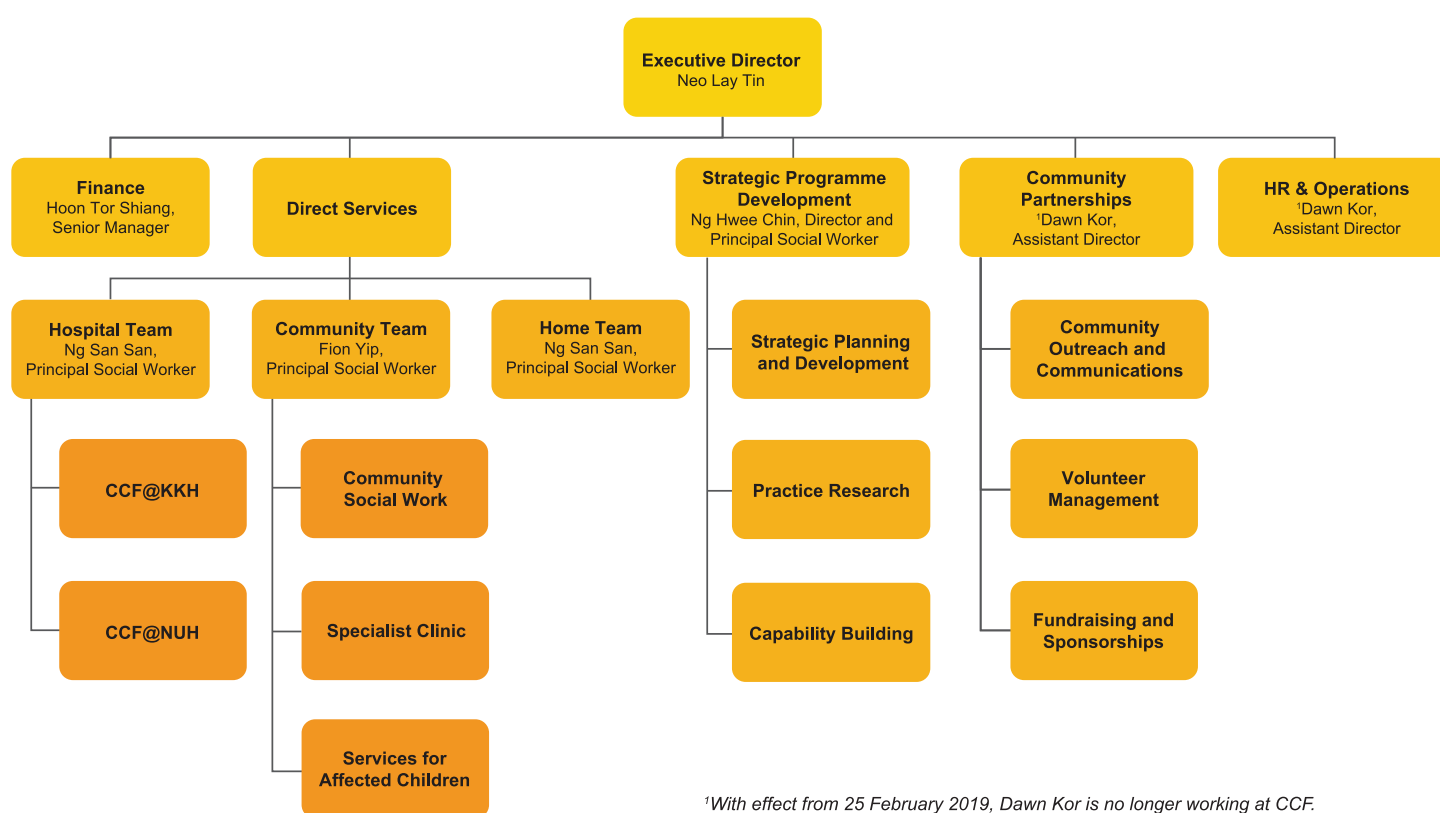 Executive Director
Neo Lay Tin
Finance
Hoon Tor Shiang,
Senior Manager
Direct Services
Strategic Programme
Development
Ng Hwee Chin, Director and
Principal Social Worker
Community
Partnerships
¹Dawn Kor,
Assistant Director
HR & Operations
¹Dawn Kor,
Assistant Director
Hospital Team
Ng San San,
Principal Social Worker
Community Team
Fion Yip,
Principal Social Worker
Home Team
Ng San San,
Principal Social Worker
Strategic Planning
and Development
Community
Outreach and
Communications
CCF@KKH
Community
Social Work
Practice Research
Volunteer
Management
CCF@NUH
Specialist Clinic
Capability Building
Fundraising and
Sponsorships
Services for
Affected Children
¹With effect from 25 February 2019, Dawn Kor is no longer working at CCF.